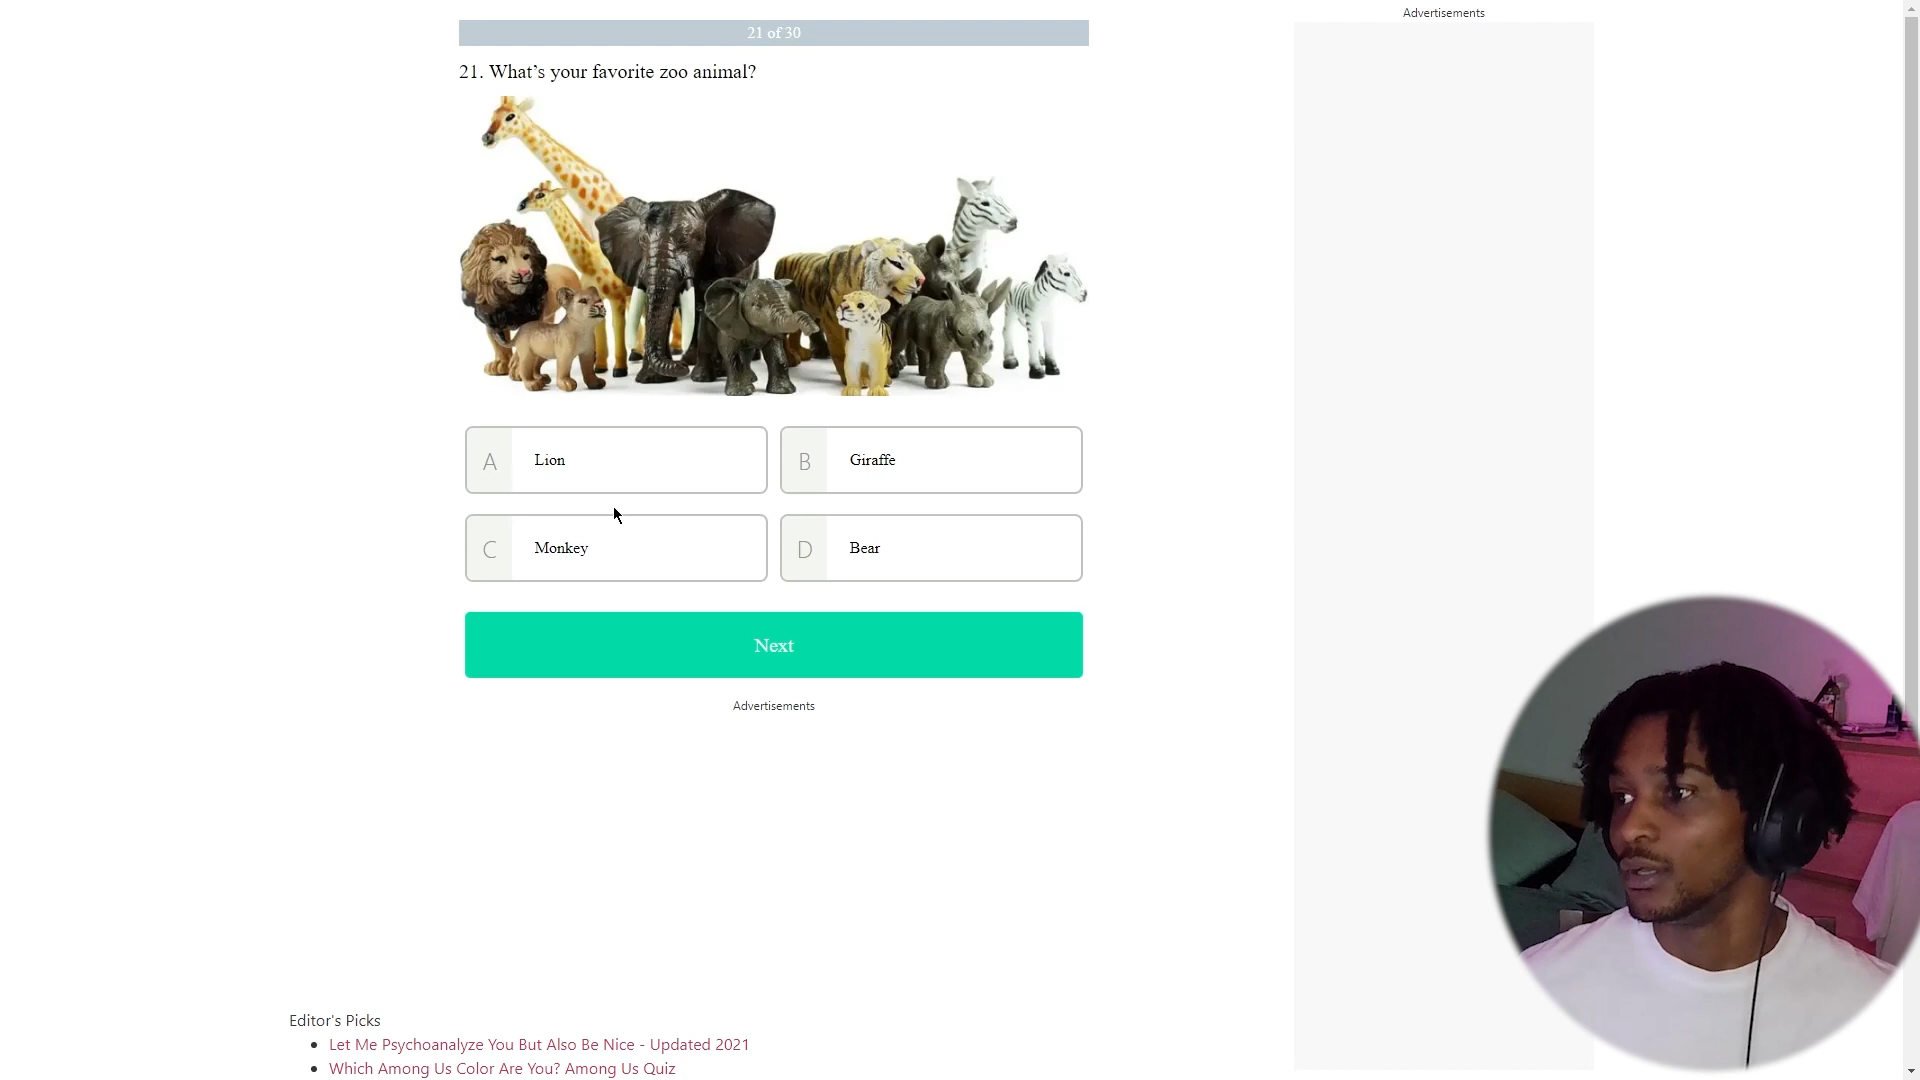 Advertisements
21 of 30
21. What's your favorite zoo animal?
A Lion
B Giraffe
C Monkey
D Bear
Next
Advertisements
Editor's Picks
Let Me Psychoanalyze You But Also Be Nice - Updated 2021
Which Among Us Color Are You? Among Us Quiz